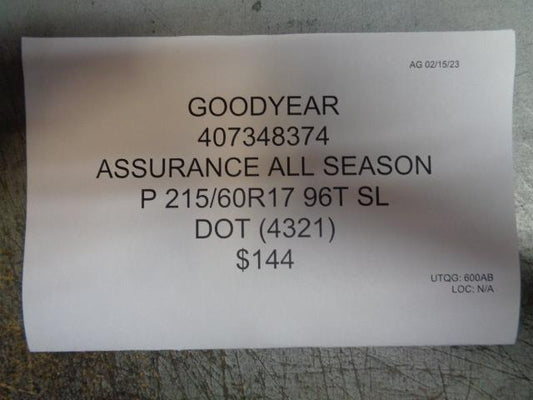 AG 02/15/23
GOODYEAR
407348374
ASSURANCE ALL SEASON
P 215/60R17 96T SL
DOT (4321)
$144
UTQG: 600AB
LOC: N/A